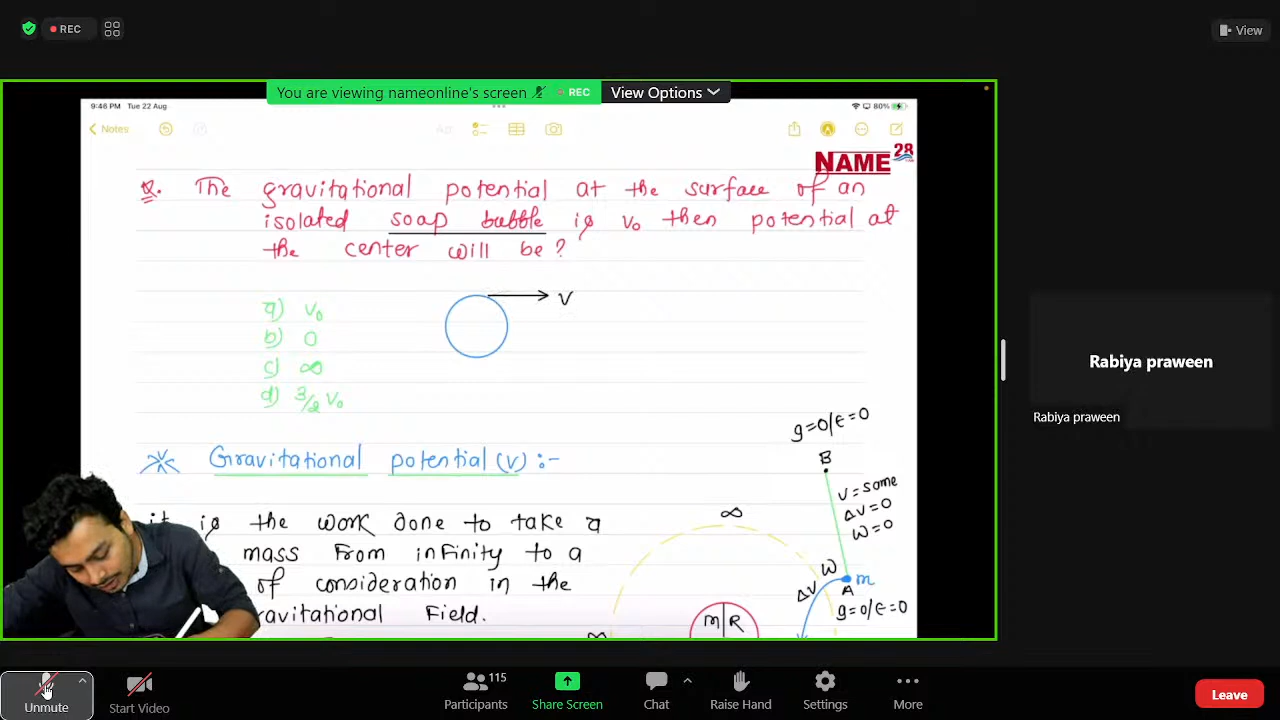 REC
View
You are viewing nameonline's screen REC View Options
9:46 PM Tue 22 Aug
80%
Notes
Aa
NAME 28
Q. The gravitational potential at the surface of an
isolated soap bubble is v₀ then potential at
the center will be?
a) v₀
b) 0
c) ∞
d) 3/2 v₀
V
g=0/E=0
B
V=same
ΔV=0
W=0
Gravitational potential (v) :-
it is the work done to take a
mass from infinity to a
of consideration in the
ravitational Field.
∞
W
ΔV
m
A
g=0/E=0
M|R
∞
Rabiya praween
Rabiya praween
Unmute
Start Video
115
Participants
Share Screen
Chat
Raise Hand
Settings
More
Leave